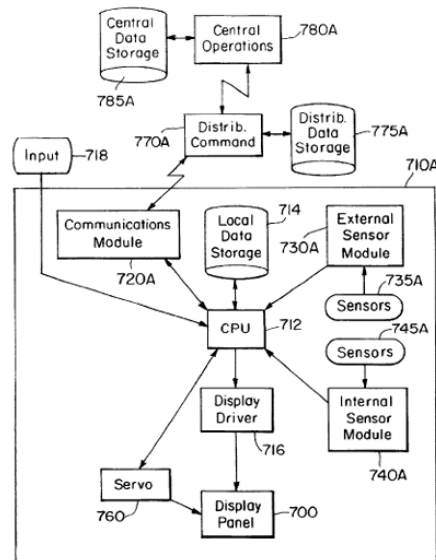 Central
Data
Storage
785A
Central
Operations
780A
770A
Distrib.
Command
Distrib. Data
Storage
775A
Input
718
710A
Communications
Module
720A
Local
Data
Storage
714
730A
External
Sensor
Module
735A
Sensors
CPU
712
745A
Sensors
Display
Driver
716
Internal
Sensor
Module
740A
Servo
760
Display
Panel
700